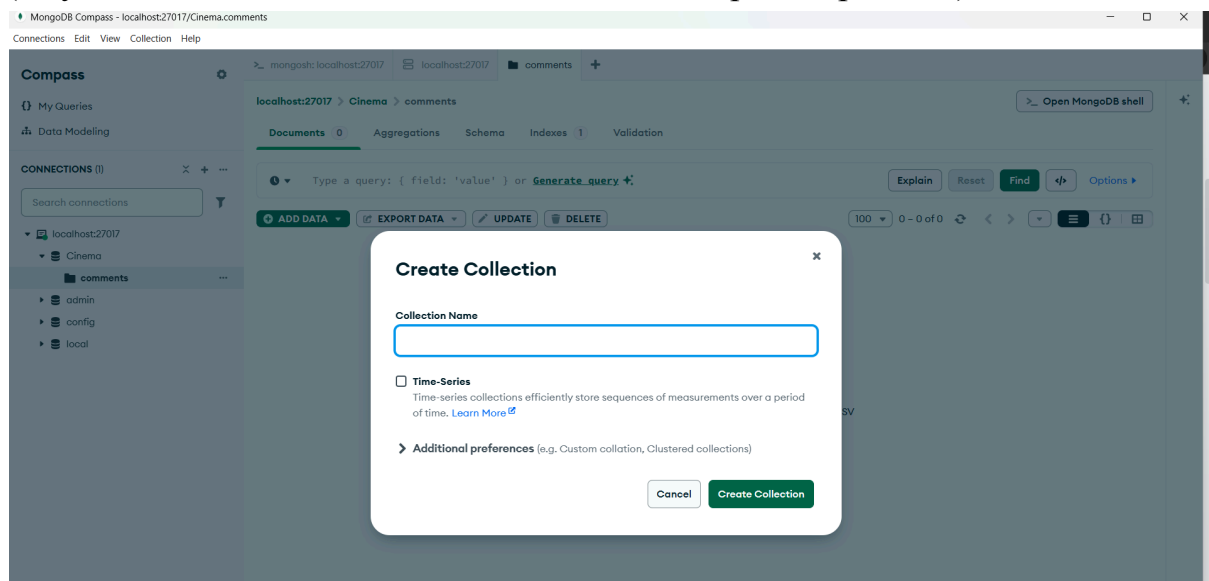 MongoDB Compass - localhost:27017/Cinema.comments
Connections Edit View Collection Help
Compass
>_ mongosh: localhost:27017 localhost:27017 comments +
{} My Queries
Data Modeling
localhost:27017 > Cinema > comments
>_ Open MongoDB shell
Documents 0 Aggregations Schema Indexes 1 Validation
CONNECTIONS (1)
Type a query: { field: 'value' } or Generate query
Explain Reset Find </> Options
Search connections
ADD DATA EXPORT DATA UPDATE DELETE
100 0 – 0 of 0 {}
localhost:27017
Cinema
comments
admin
config
local
Create Collection
Collection Name
Time-Series
Time-series collections efficiently store sequences of measurements over a period
of time. Learn More
SV
Additional preferences (e.g. Custom collation, Clustered collections)
Cancel Create Collection